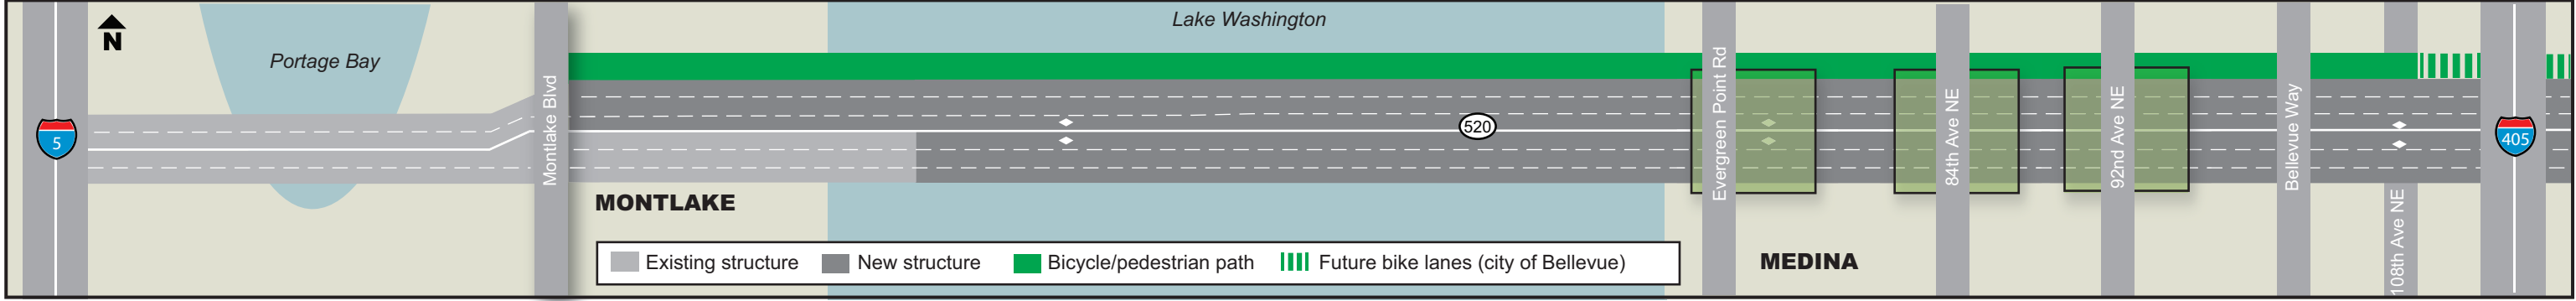 Lake Washington
N
Portage Bay
Montlake Blvd
Evergreen Point Rd
84th Ave NE
92nd Ave NE
Bellevue Way
108th Ave NE
5
520
405
MONTLAKE
MEDINA
Existing structure
New structure
Bicycle/pedestrian path
Future bike lanes (city of Bellevue)